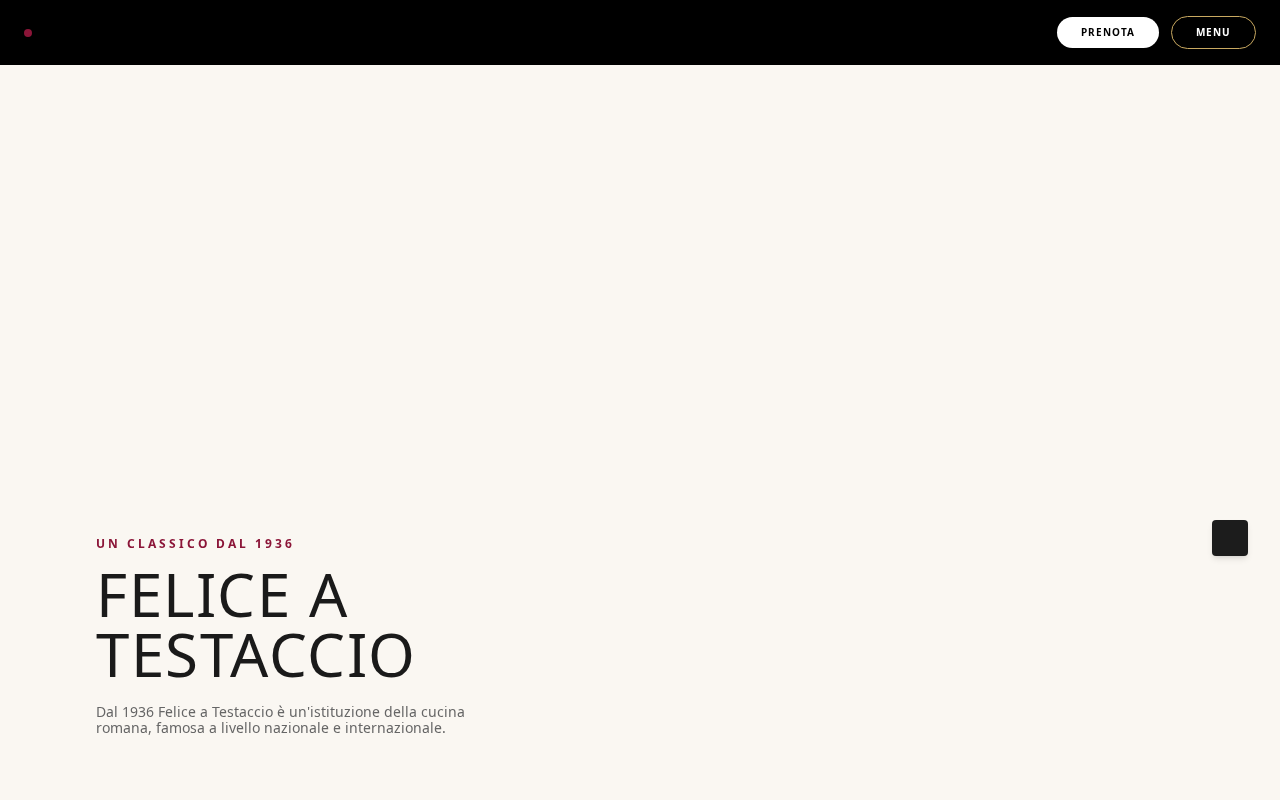 PRENOTA
MENU
UN CLASSICO DAL 1936
FELICE A
TESTACCIO
Dal 1936 Felice a Testaccio è un'istituzione della cucina
romana, famosa a livello nazionale e internazionale.